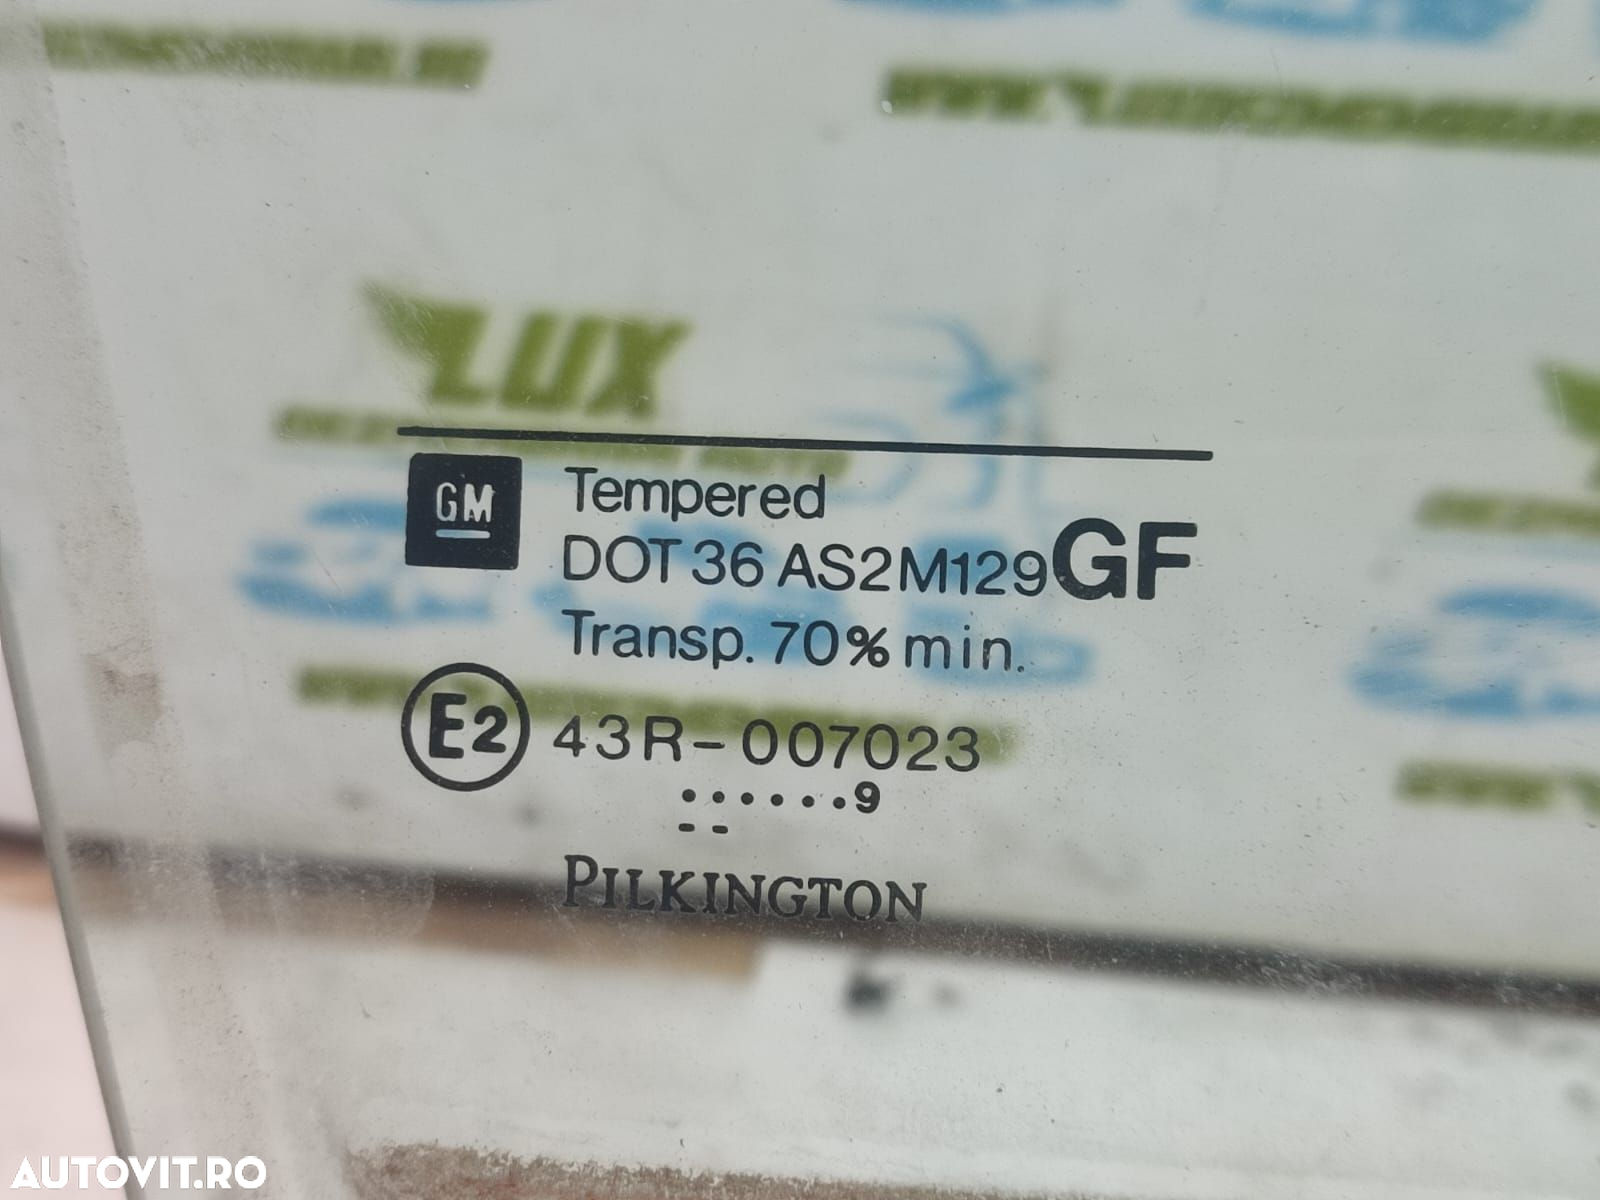 LUX
GM
Tempered
DOT 36 AS2M129 GF
Transp. 70% min.
E2 43R-007023
......9
--
PILKINGTON
AUTOVIT.RO